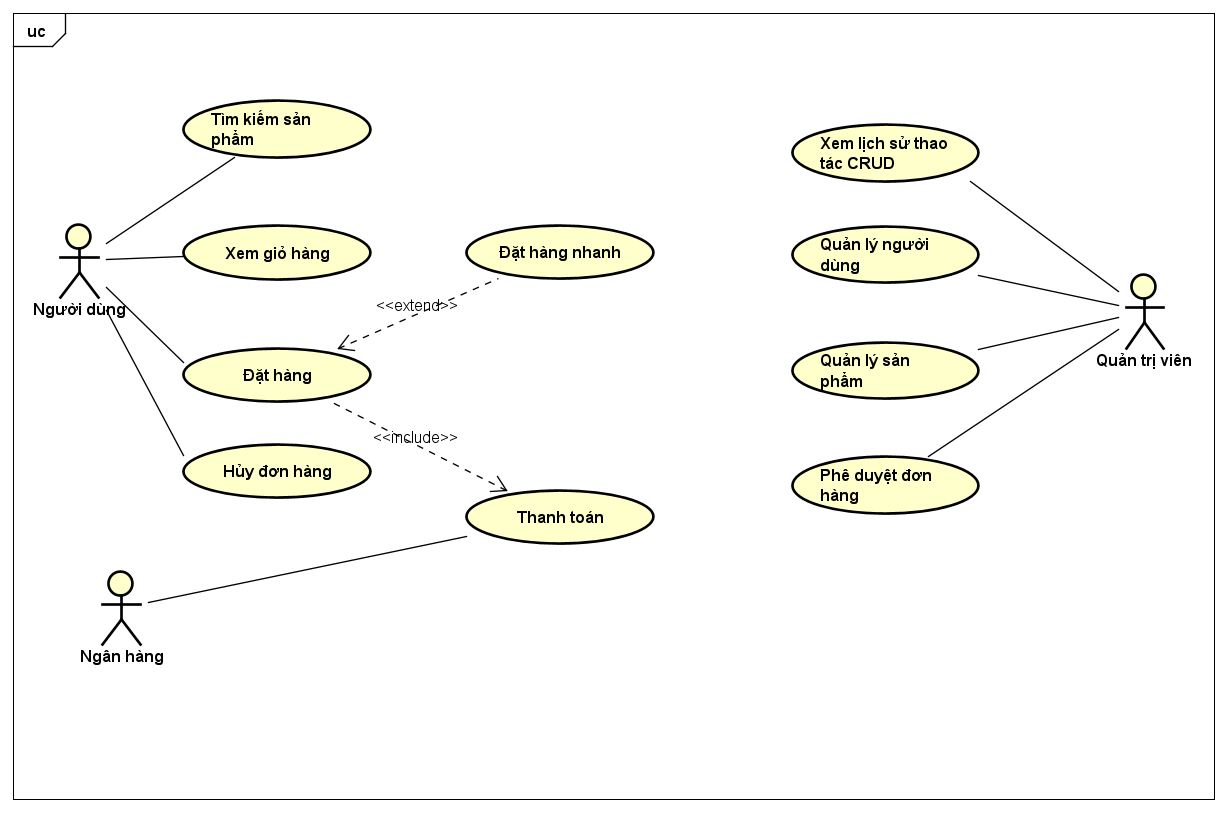 uc
Tìm kiếm sản
phẩm
Xem giỏ hàng
Đặt hàng nhanh
Người dùng
<<extend>>
Đặt hàng
<<include>>
Hủy đơn hàng
Thanh toán
Ngân hàng
Xem lịch sử thao
tác CRUD
Quản lý người
dùng
Quản lý sản
phẩm
Quản trị viên
Phê duyệt đơn
hàng